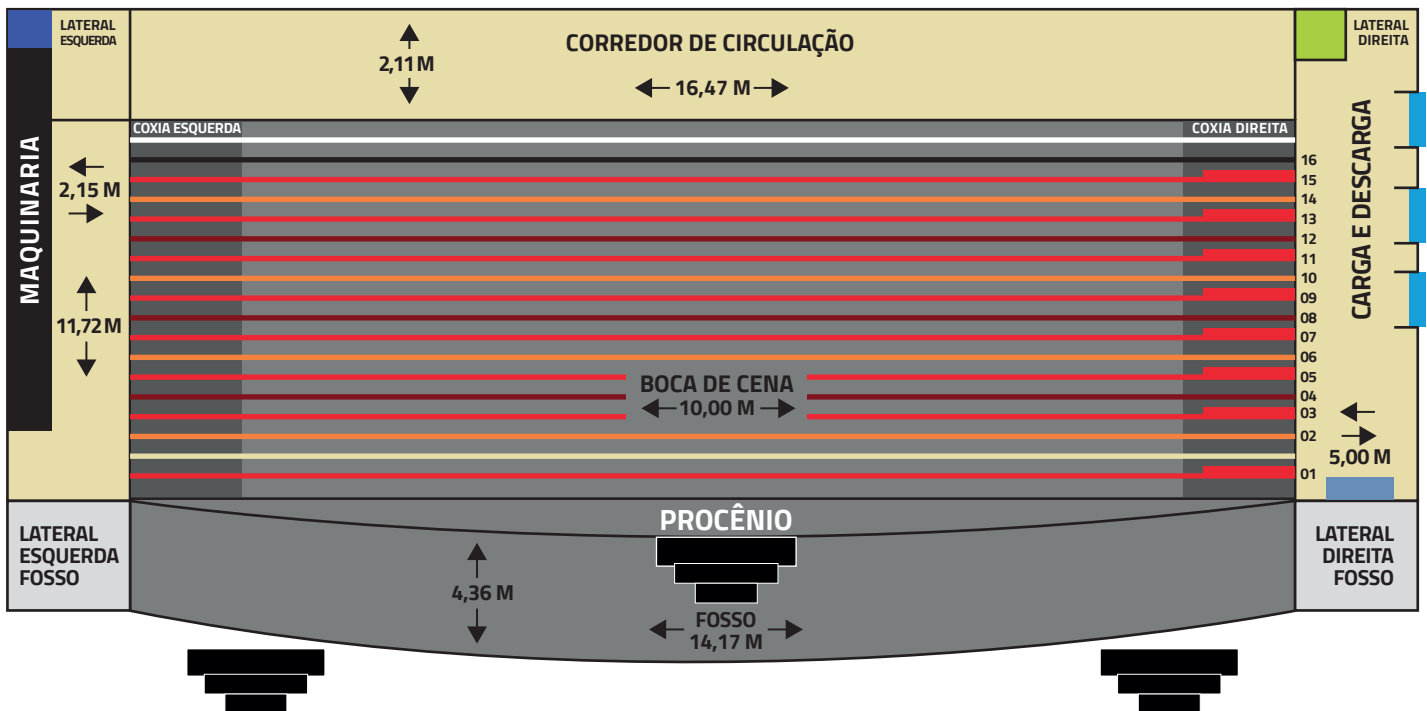 LATERAL
ESQUERDA
2,11 M
CORREDOR DE CIRCULAÇÃO
16,47 M
LATERAL
DIREITA
MAQUINARIA
COXIA ESQUERDA
COXIA DIREITA
CARGA E DESCARGA
2,15 M
11,72 M
16
15
14
13
12
11
10
09
08
07
06
05
04
03
02
01
BOCA DE CENA
10,00 M
5,00 M
LATERAL
ESQUERDA
FOSSO
PROCÊNIO
4,36 M
FOSSO
14,17 M
LATERAL
DIREITA
FOSSO